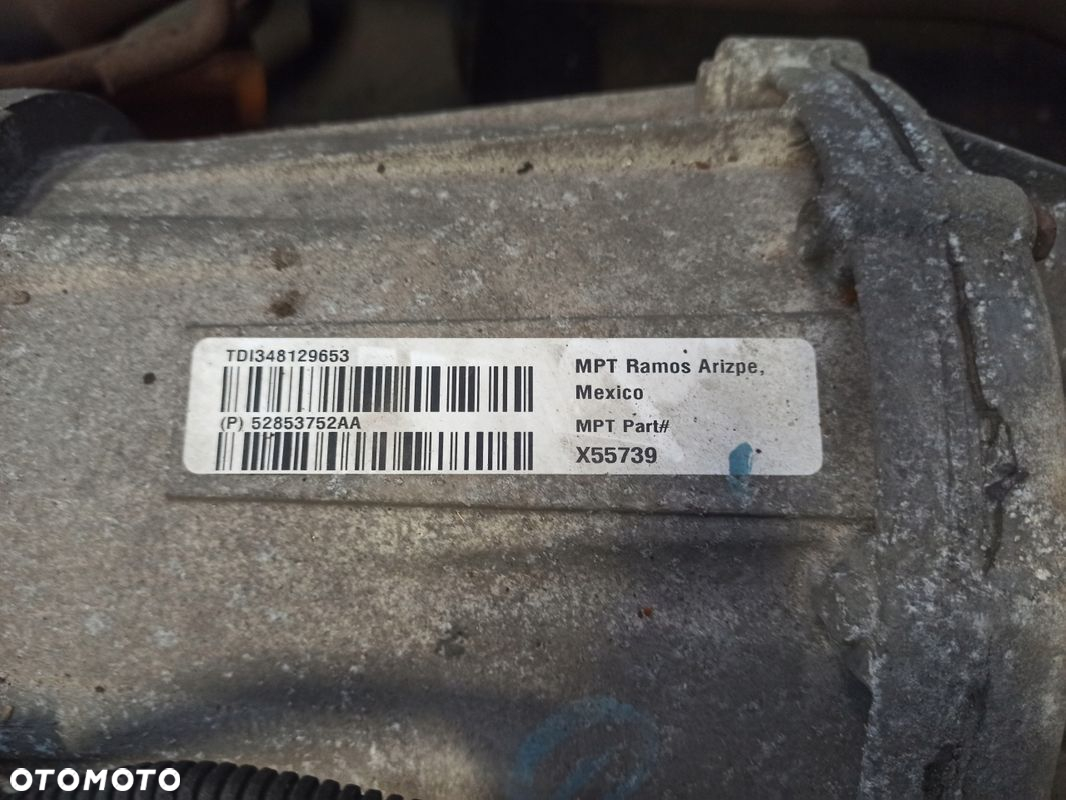 TDI348129653
(P) 52853752AA
MPT Ramos Arizpe,
Mexico
MPT Part#
X55739
OTOMOTO